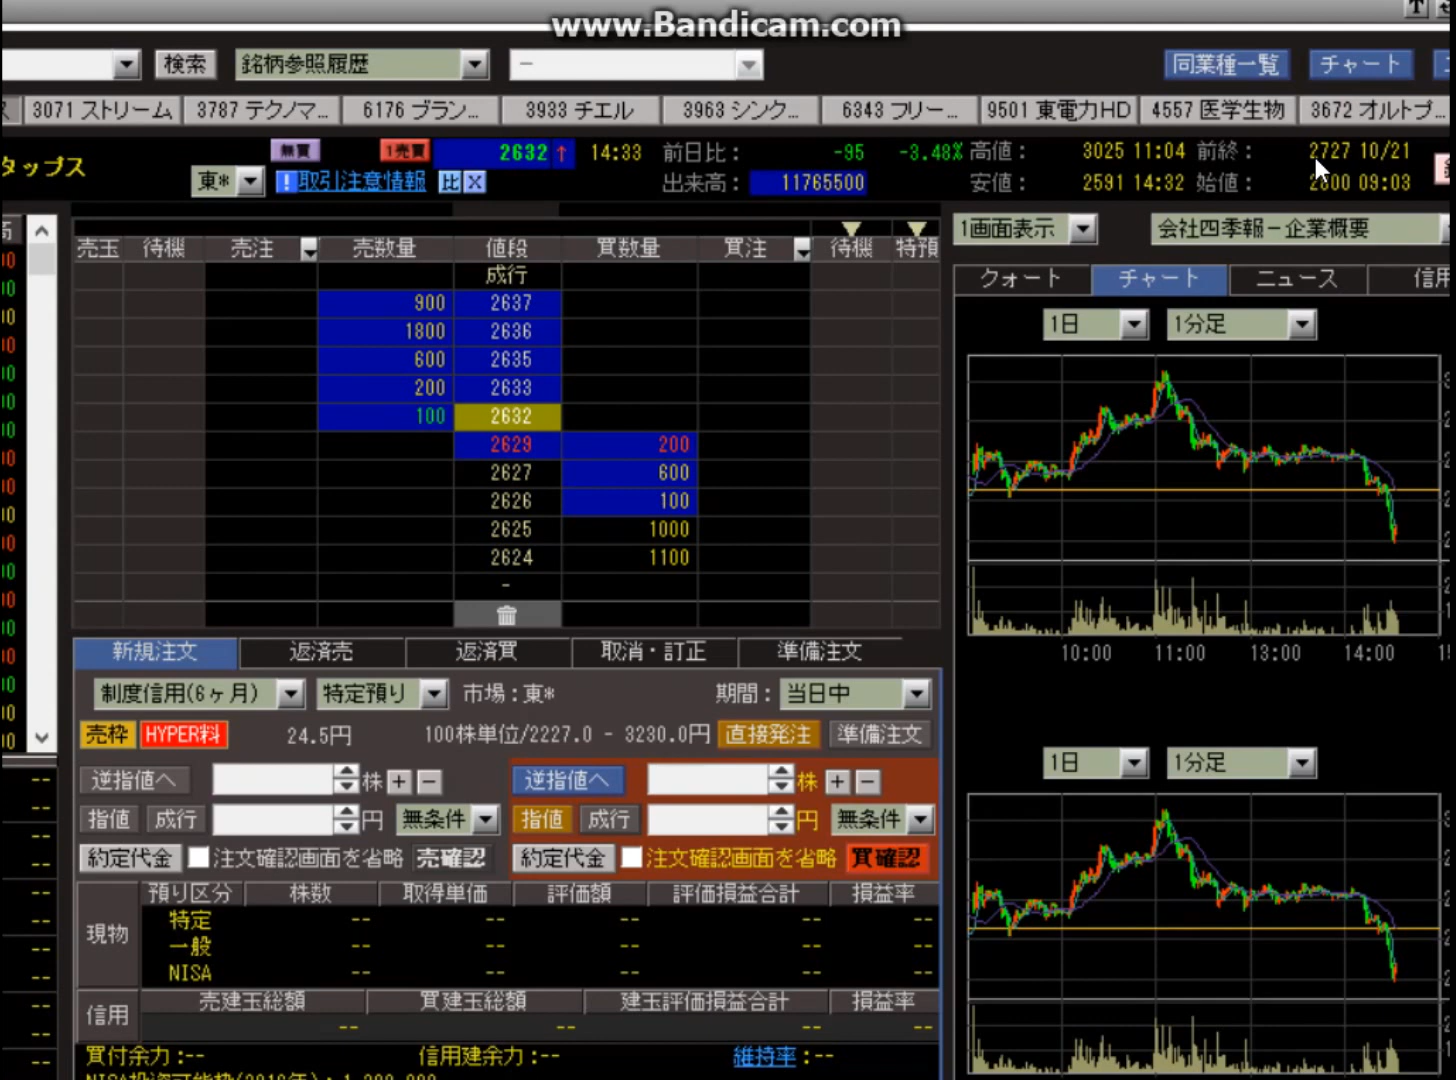 www.Bandicam.com
検索 銘柄参照履歴 － 同業種一覧 チャート
3071 ストリーム 3787 テクノマ... 6176 ブラン... 3933 チエル 3963 シンク... 6343 フリー... 9501 東電力HD 4557 医学生物 3672 オルトプ...
無買 1売買 2632↑ 14:33 前日比： -95 -3.48% 高値： 3025 11:04 前終： 2727 10/21
タップス 東* !取引注意情報 比 X 出来高： 11765500 安値： 2591 14:32 始値： 2800 09:03
1画面表示 会社四季報－企業概要
売玉 待機 売注 売数量 値段 買数量 買注 待機 特預
成行
クォート チャート ニュース 信用
900 2637
1800 2636
1日 1分足
600 2635
200 2633
100 2632
2629 200
2627 600
2626 100
2625 1000
2624 1100
-
10:00 11:00 13:00 14:00
新規注文 返済売 返済買 取消・訂正 準備注文
制度信用(6ヶ月) 特定預り 市場：東* 期間： 当日中
売枠 HYPER料 24.5円 100株単位/2227.0 - 3230.0円 直接発注 準備注文
1日 1分足
逆指値へ 株 + − 逆指値へ 株 + −
指値 成行 円 無条件 指値 成行 円 無条件
約定代金 注文確認画面を省略 売確認 約定代金 注文確認画面を省略 買確認
預り区分 株数 取得単価 評価額 評価損益合計 損益率
現物
特定 -- -- -- -- --
一般 -- -- -- -- --
NISA -- -- -- -- --
信用 売建玉総額 買建玉総額 建玉評価損益合計 損益率
-- -- -- --
買付余力：-- 信用建余力：-- 維持率：--